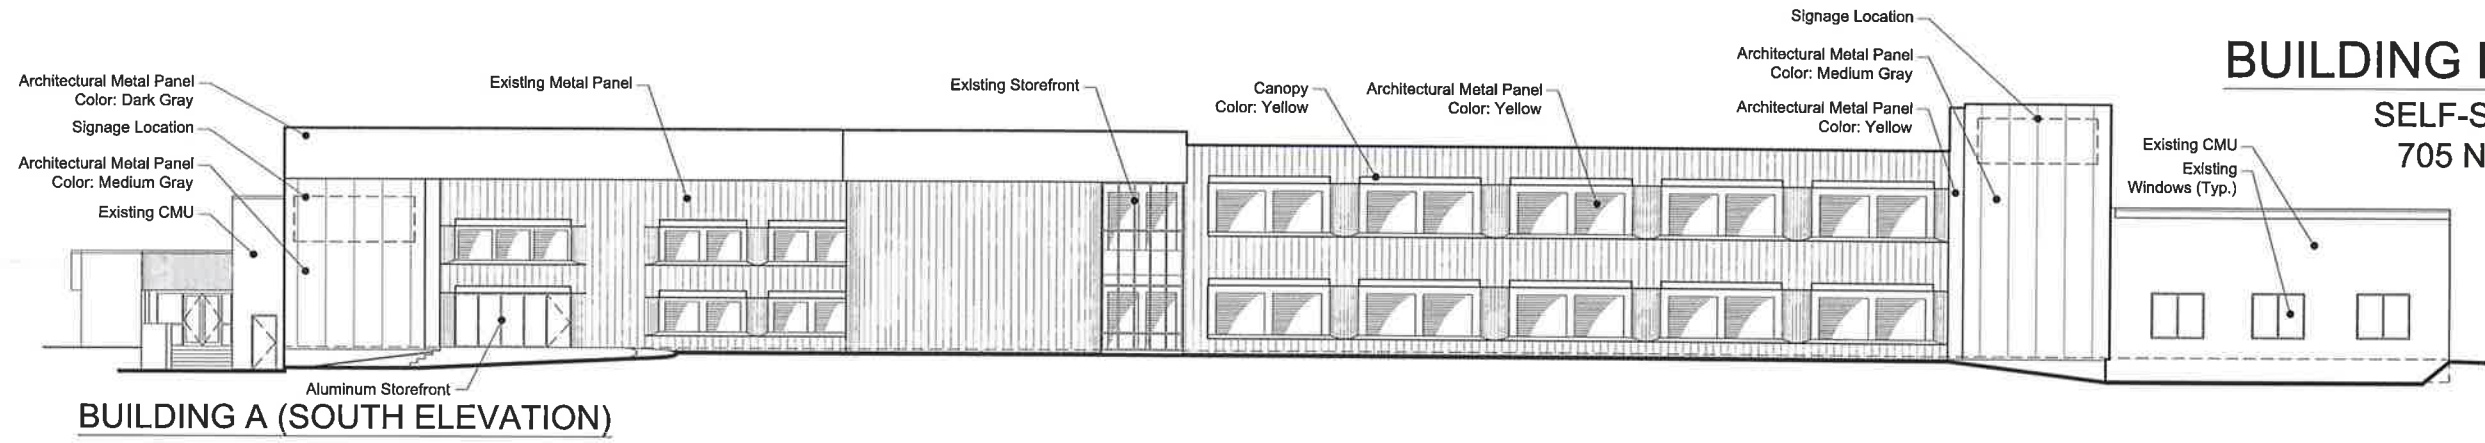 Signage Location
Architectural Metal Panel
Color: Medium Gray
Architectural Metal Panel
Color: Yellow
BUILDING
SELF-S
705 N
Architectural Metal Panel
Color: Dark Gray
Signage Location
Architectural Metal Panel
Color: Medium Gray
Existing CMU
Existing Metal Panel
Existing Storefront
Canopy
Color: Yellow
Architectural Metal Panel
Color: Yellow
Existing CMU
Existing
Windows (Typ.)
Aluminum Storefront
BUILDING A (SOUTH ELEVATION)